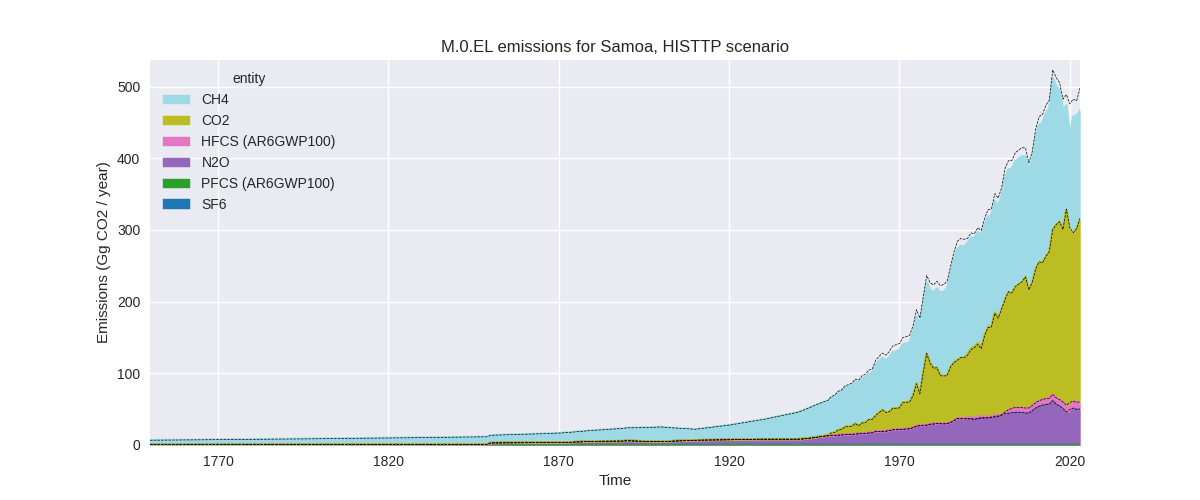 M.0.EL emissions for Samoa, HISTTP scenario
Emissions (Gg CO2 / year)
500
400
300
200
100
0
entity
CH4
CO2
HFCS (AR6GWP100)
N2O
PFCS (AR6GWP100)
SF6
1770 1820 1870 1920 1970 2020
Time